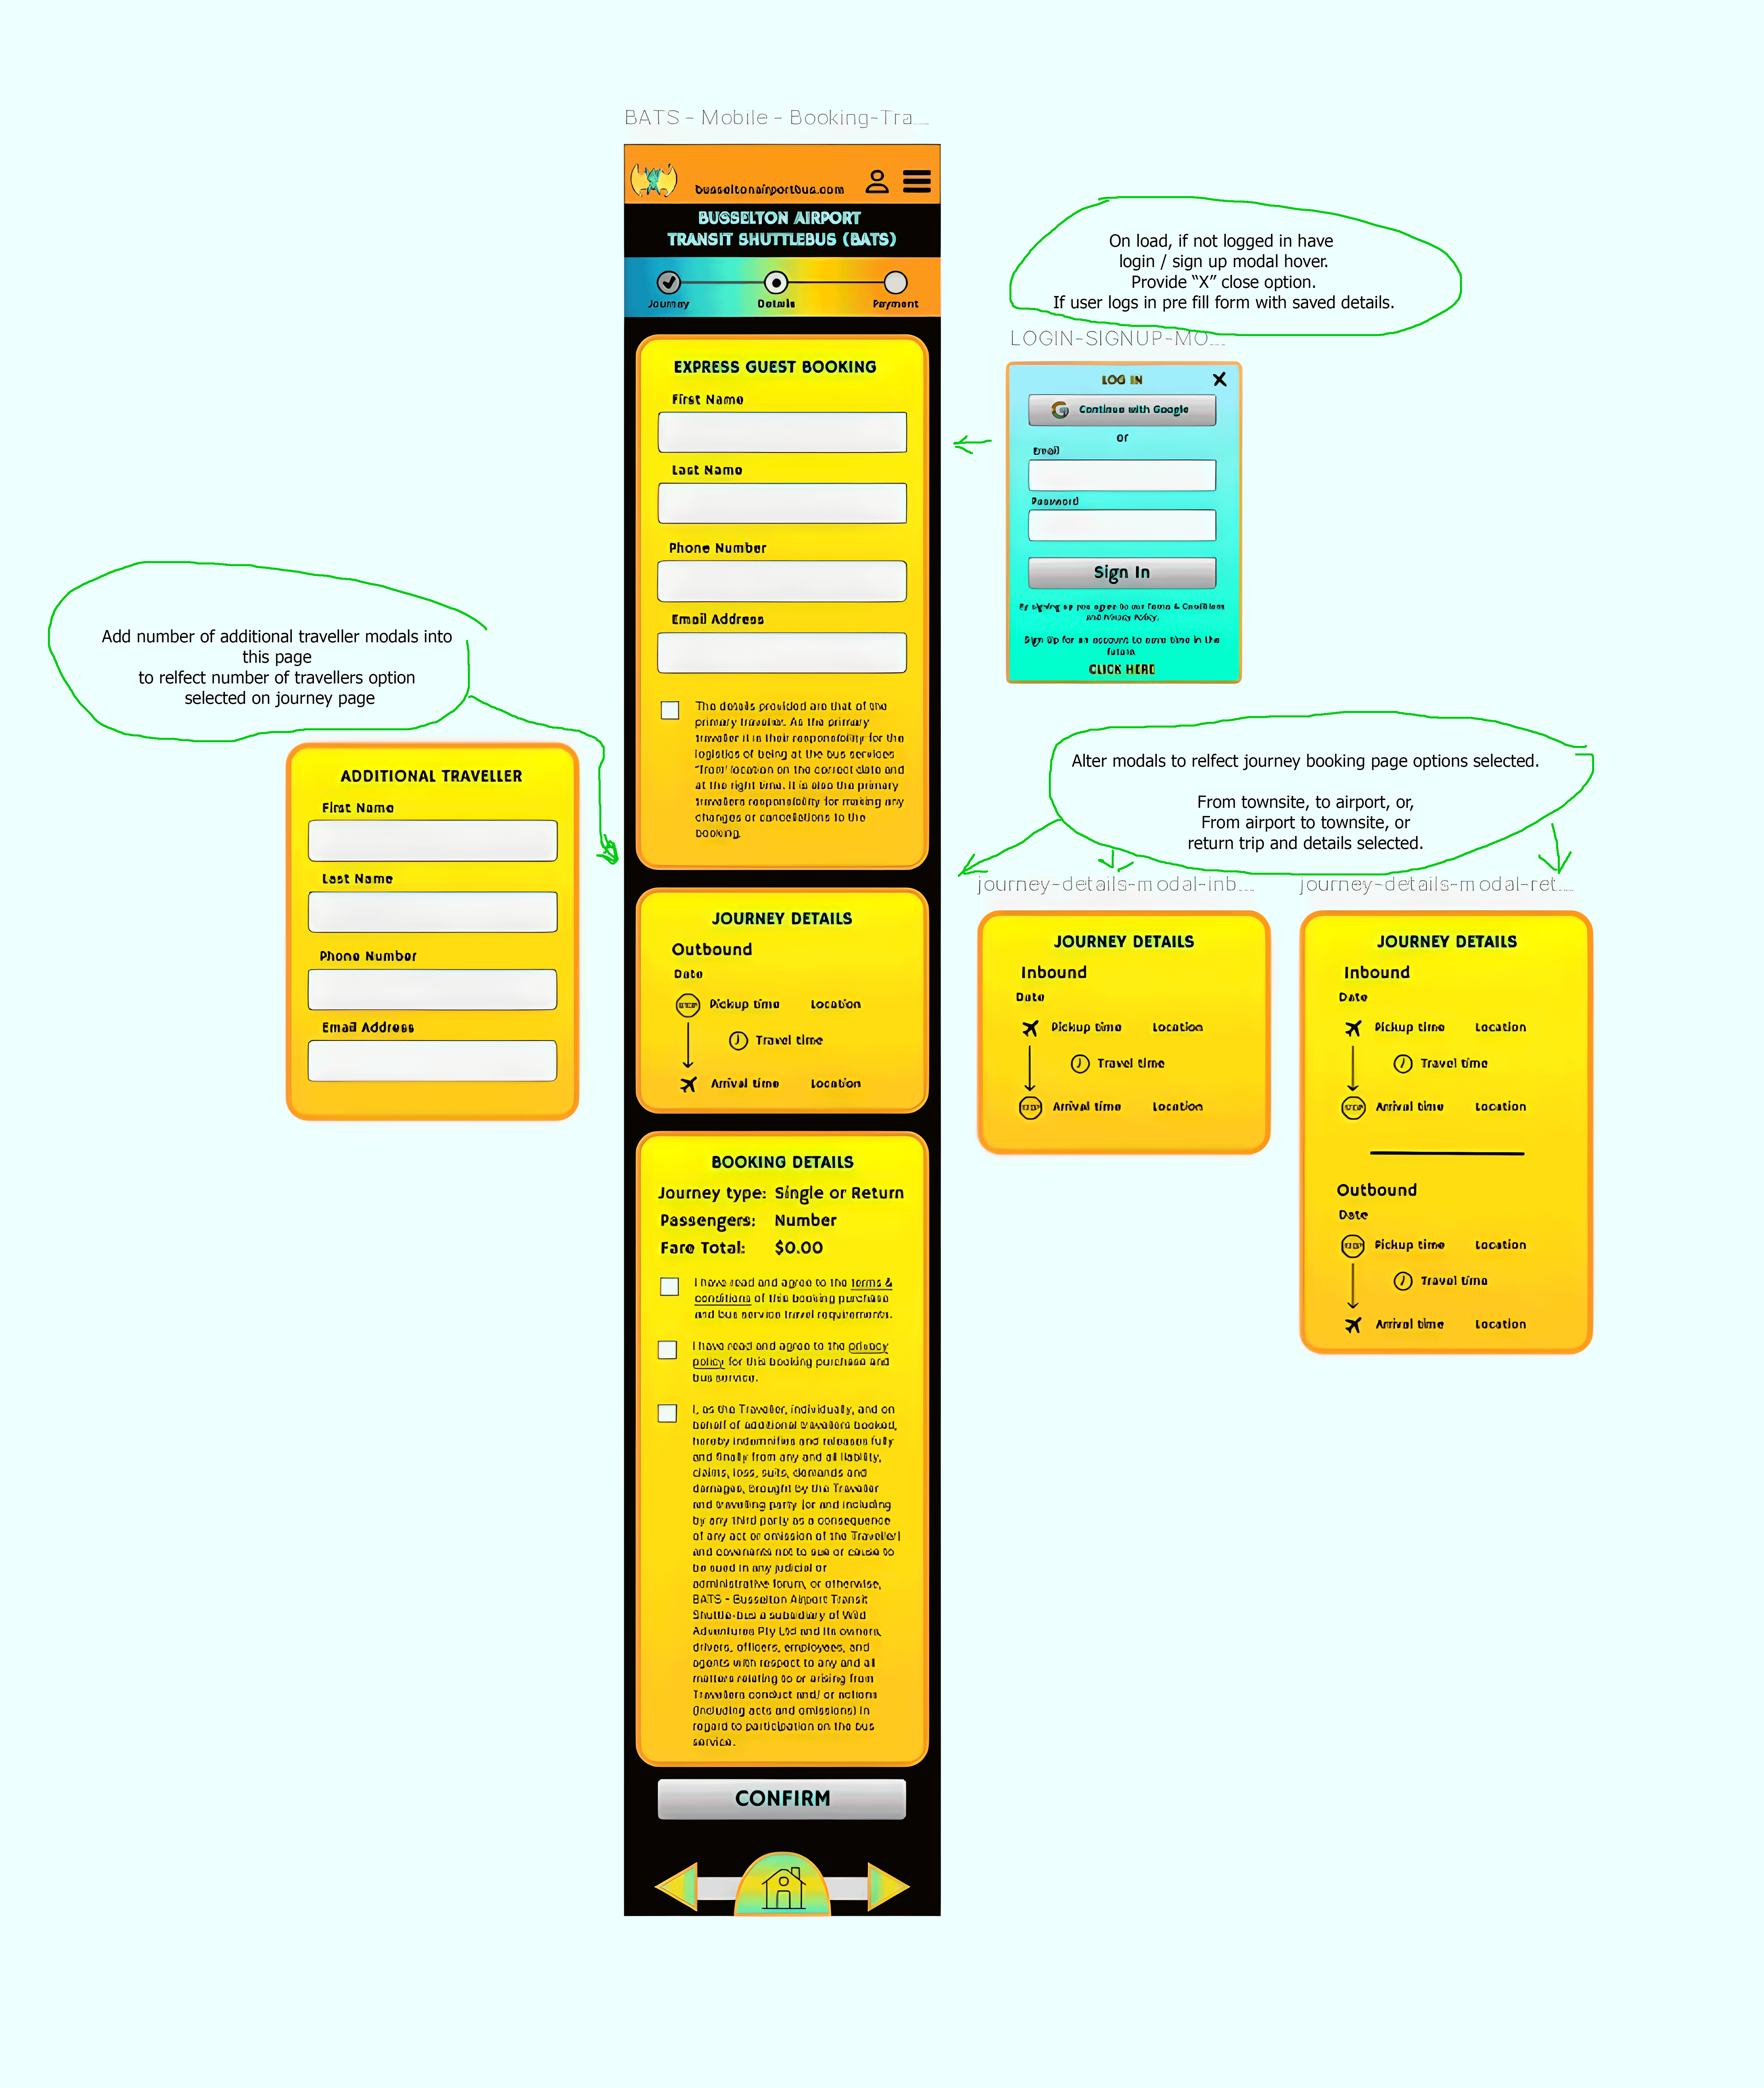 BATS - Mobile - Booking-Tra...
busseltonairportbus.com
BUSSELTON AIRPORT
TRANSIT SHUTTLEBUS (BATS)
Journey
Details
Payment
EXPRESS GUEST BOOKING
First Name
Last Name
Phone Number
Email Address
The details provided are that of the
primary traveller. As the primary
traveller it is their responsibility for the
logistics of being at the bus services
'from' location on the correct date and
at the right time. It is also the primary
travellers responsibility for making any
changes or cancellations to the
booking.
JOURNEY DETAILS
Outbound
Date
STOP Pickup time Location
Travel time
Arrival time Location
BOOKING DETAILS
Journey type: Single or Return
Passengers: Number
Fare Total: $0.00
I have read and agree to the terms &
conditions of this booking purchase
and bus service travel requirements.
I have read and agree to the privacy
policy for this booking purchase and
bus service.
I, as the Traveller, individually, and on
behalf of additional travellers booked,
hereby indemnifies and releases fully
and finally from any and all liability,
claims, loss, suits, demands and
damages, brought by the Traveller
and travelling party (or and including
by any third party as a consequence
of any act or omission of the Traveller)
and covenants not to sue or cause to
be sued in any judicial or
administrative forum, or otherwise,
BATS - Busselton Airport Transit
Shuttle-bus a subsidiary of Wild
Adventures Pty Ltd and its owners,
drivers, officers, employees, and
agents with respect to any and all
matters relating to or arising from
Travellers conduct and/ or actions
(including acts and omissions) in
regard to participation on the bus
service.
CONFIRM
On load, if not logged in have
login / sign up modal hover.
Provide “X” close option.
If user logs in pre fill form with saved details.
LOGIN-SIGNUP-MO...
LOG IN
Continue with Google
or
Email
Password
Sign In
By signing up you agree to our Terms & Conditions
and Privacy Policy.
Sign Up for an account to save time in the
future.
CLICK HERE
Add number of additional traveller modals into
this page
to relfect number of travellers option
selected on journey page
ADDITIONAL TRAVELLER
First Name
Last Name
Phone Number
Email Address
Alter modals to relfect journey booking page options selected.
From townsite, to airport, or,
From airport to townsite, or
return trip and details selected.
journey-details-modal-inb...
JOURNEY DETAILS
Inbound
Date
Pickup time Location
Travel time
STOP Arrival time Location
journey-details-modal-ret...
JOURNEY DETAILS
Inbound
Date
Pickup time Location
Travel time
STOP Arrival time Location
Outbound
Date
STOP Pickup time Location
Travel time
Arrival time Location